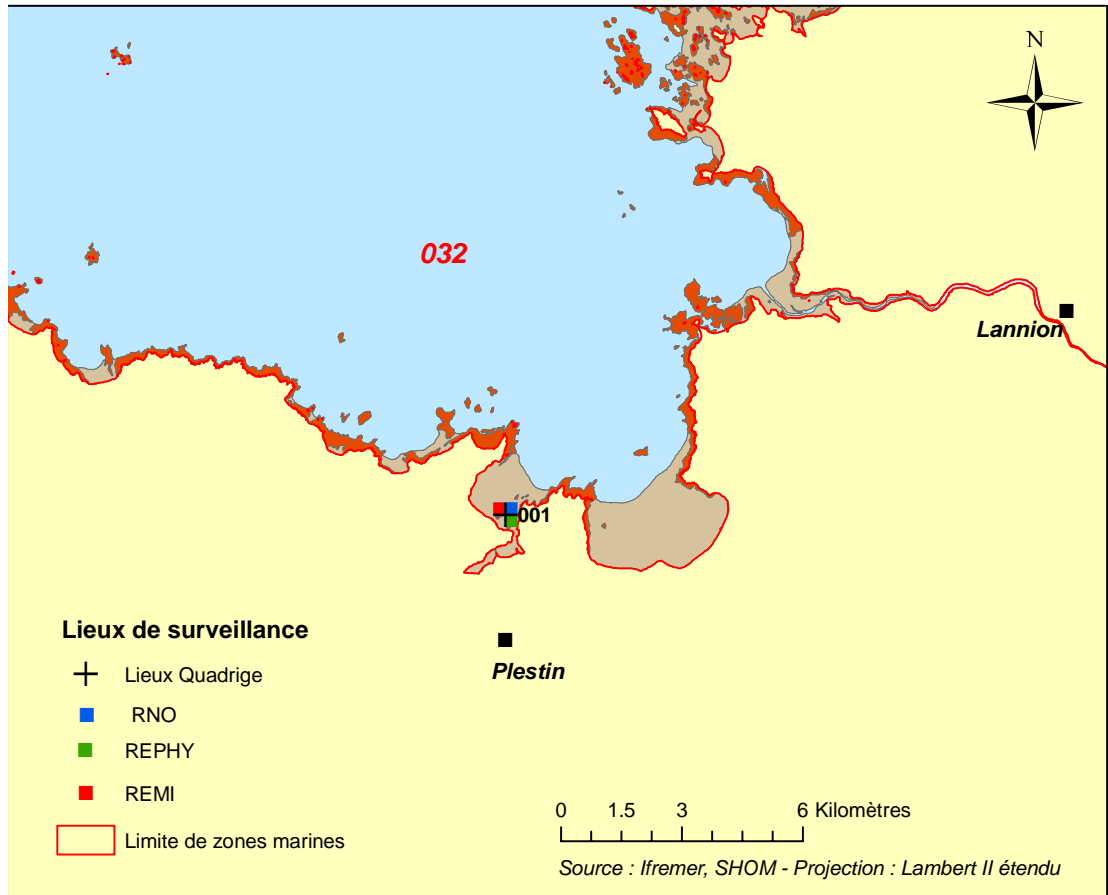 N
032
Lannion
001
Plestin
Lieux de surveillance
Lieux Quadrige
RNO
REPHY
REMI
Limite de zones marines
0 1.5 3 6 Kilomètres
Source : Ifremer, SHOM - Projection : Lambert II étendu